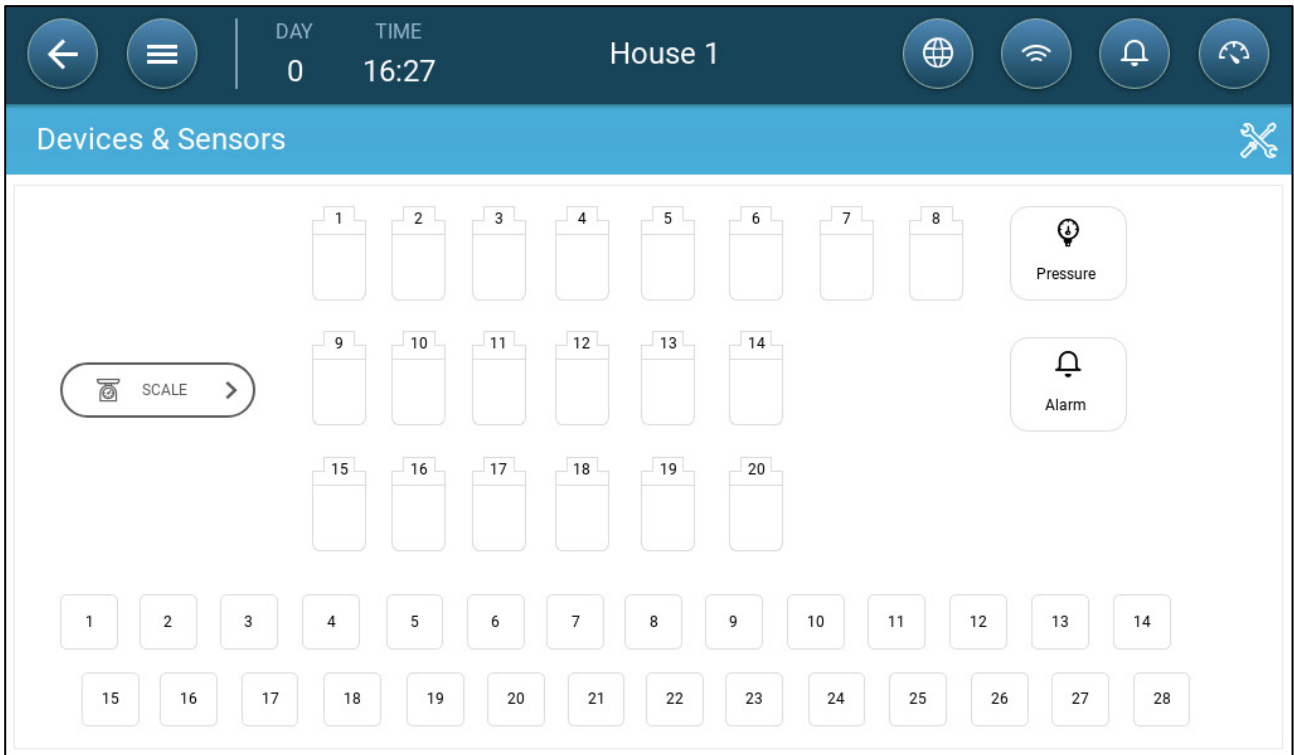 DAY TIME
0 16:27 House 1
Devices & Sensors
1 2 3 4 5 6 7 8
Pressure
9 10 11 12 13 14
SCALE Alarm
15 16 17 18 19 20
1 2 3 4 5 6 7 8 9 10 11 12 13 14
15 16 17 18 19 20 21 22 23 24 25 26 27 28